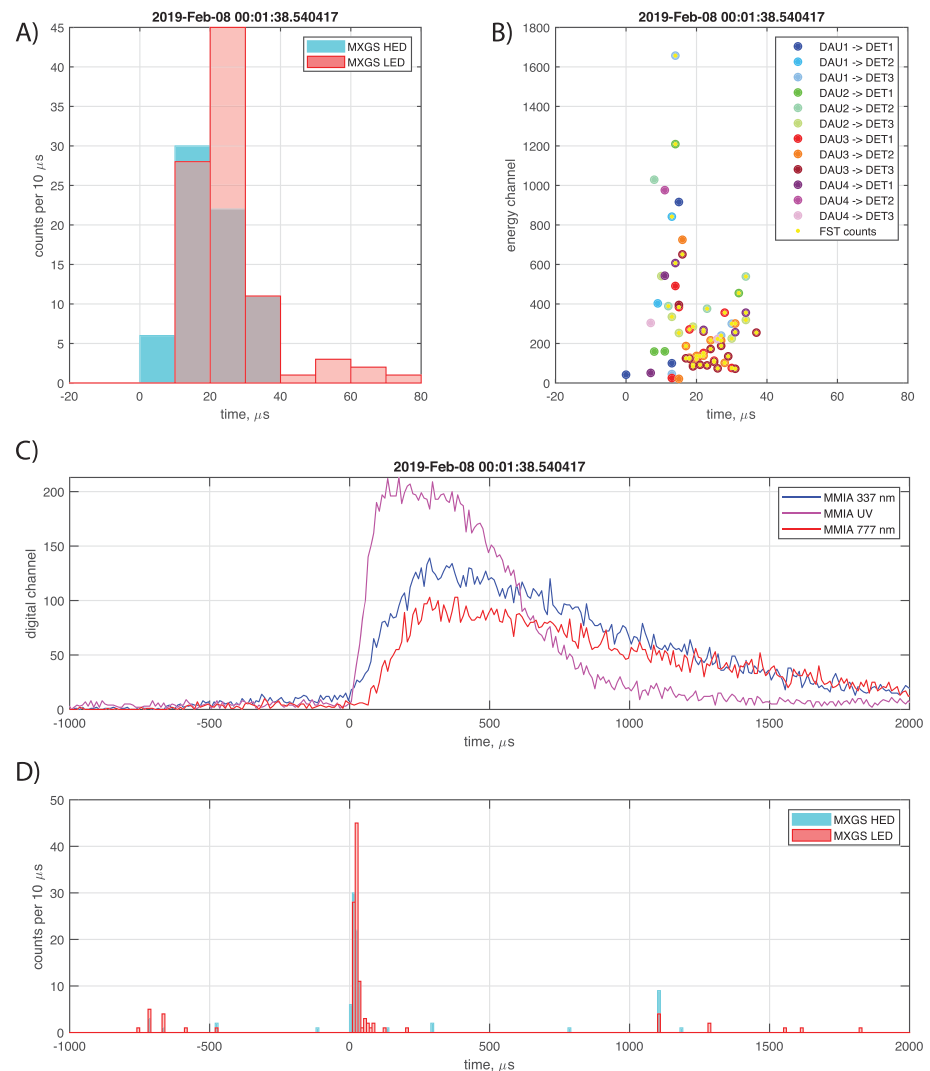 A)
2019-Feb-08 00:01:38.540417
MXGS HED
MXGS LED
45
40
35
30
25
20
15
10
5
0
counts per 10 μs
-20 0 20 40 60 80
time, μs
B)
2019-Feb-08 00:01:38.540417
DAU1 -> DET1
DAU1 -> DET2
DAU1 -> DET3
DAU2 -> DET1
DAU2 -> DET2
DAU2 -> DET3
DAU3 -> DET1
DAU3 -> DET2
DAU3 -> DET3
DAU4 -> DET1
DAU4 -> DET2
DAU4 -> DET3
FST counts
1800
1600
1400
1200
1000
800
600
400
200
0
energy channel
-20 0 20 40 60 80
time, μs
C)
2019-Feb-08 00:01:38.540417
MMIA 337 nm
MMIA UV
MMIA 777 nm
200
150
100
50
0
digital channel
-1000 -500 0 500 1000 1500 2000
time, μs
D)
MXGS HED
MXGS LED
50
40
30
20
10
0
counts per 10 μs
-1000 -500 0 500 1000 1500 2000
time, μs